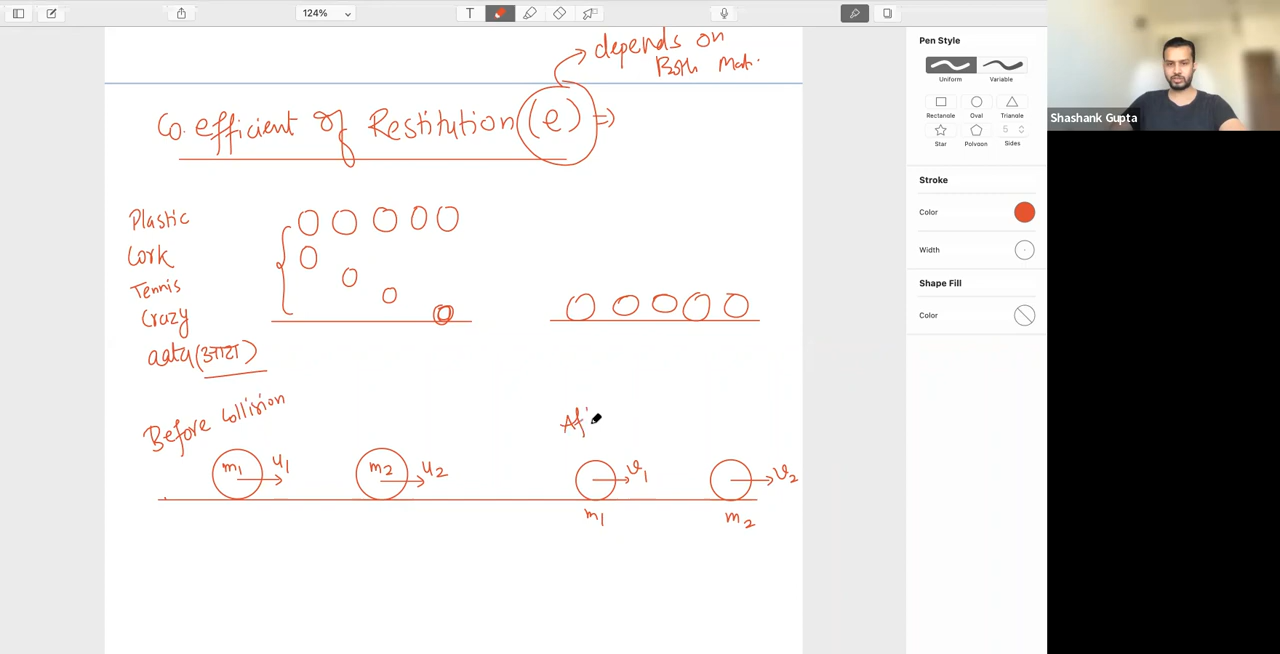 124%
T
depends on
Both Mat.
Co.efficient of Restitution (e) ⇒
Plastic
Cork
Tennis
Crazy
aata (आटा)
Before Collision
Af
m1 u1 m2 u2
v1 v2
m1 m2
Pen Style
Uniform Variable
Rectangle Oval Triangle
5
Star Polygon Sides
Stroke
Color
Width
Shape Fill
Color
Shashank Gupta